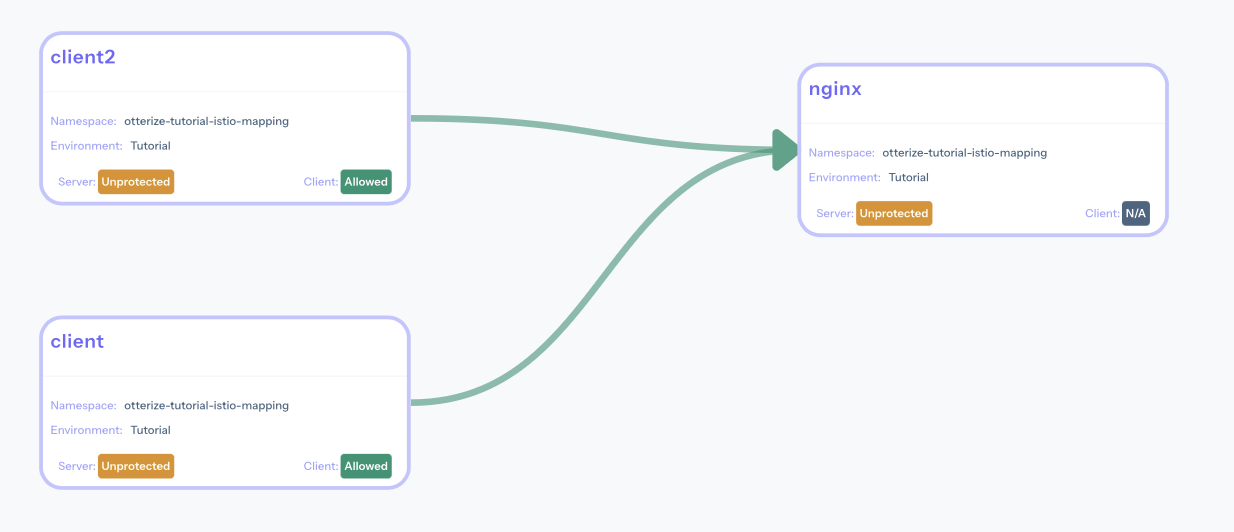 client2
Namespace: otterize-tutorial-istio-mapping
Environment: Tutorial
Server: Unprotected Client: Allowed
nginx
Namespace: otterize-tutorial-istio-mapping
Environment: Tutorial
Server: Unprotected Client: N/A
client
Namespace: otterize-tutorial-istio-mapping
Environment: Tutorial
Server: Unprotected Client: Allowed